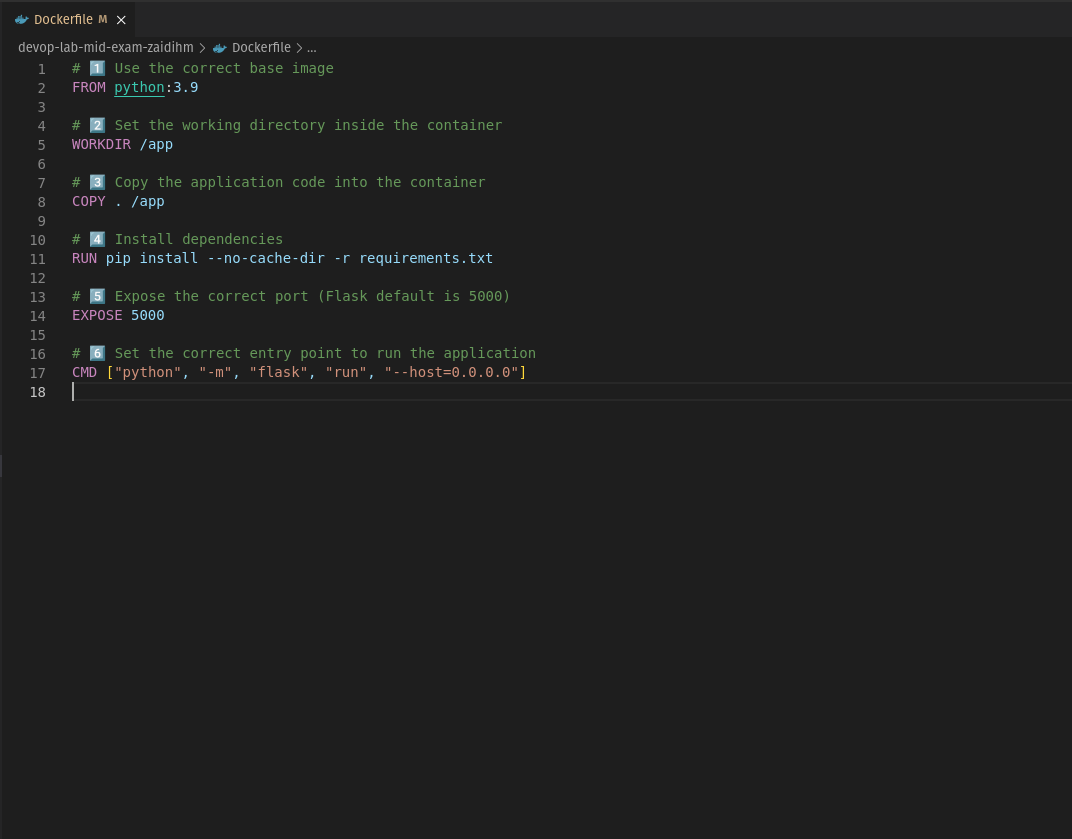 Dockerfile M
devop-lab-mid-exam-zaidihm > Dockerfile > ...
1 # 1️⃣ Use the correct base image
2 FROM python:3.9
3
4 # 2️⃣ Set the working directory inside the container
5 WORKDIR /app
6
7 # 3️⃣ Copy the application code into the container
8 COPY . /app
9
10 # 4️⃣ Install dependencies
11 RUN pip install --no-cache-dir -r requirements.txt
12
13 # 5️⃣ Expose the correct port (Flask default is 5000)
14 EXPOSE 5000
15
16 # 6️⃣ Set the correct entry point to run the application
17 CMD ["python", "-m", "flask", "run", "--host=0.0.0.0"]
18